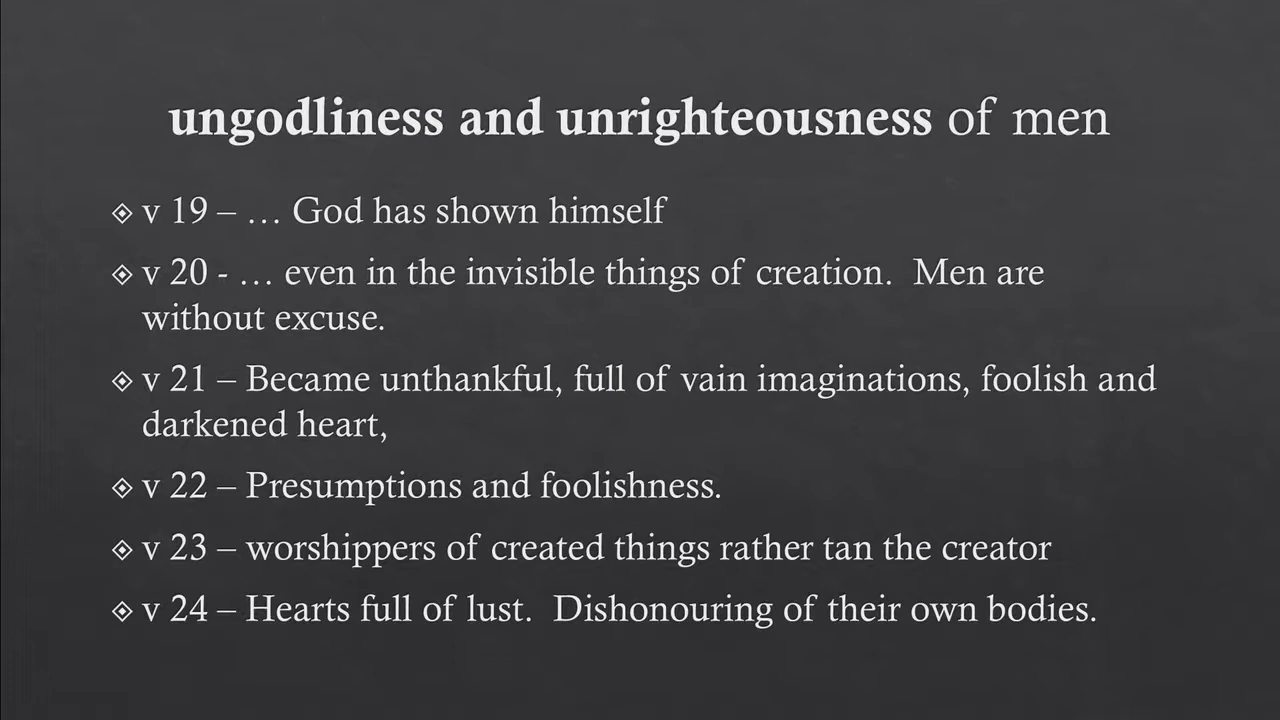 ungodliness and unrighteousness of men
v 19 – … God has shown himself
v 20 - … even in the invisible things of creation.  Men are
without excuse.
v 21 – Became unthankful, full of vain imaginations, foolish and
darkened heart,
v 22 – Presumptions and foolishness.
v 23 – worshippers of created things rather tan the creator
v 24 – Hearts full of lust.  Dishonouring of their own bodies.